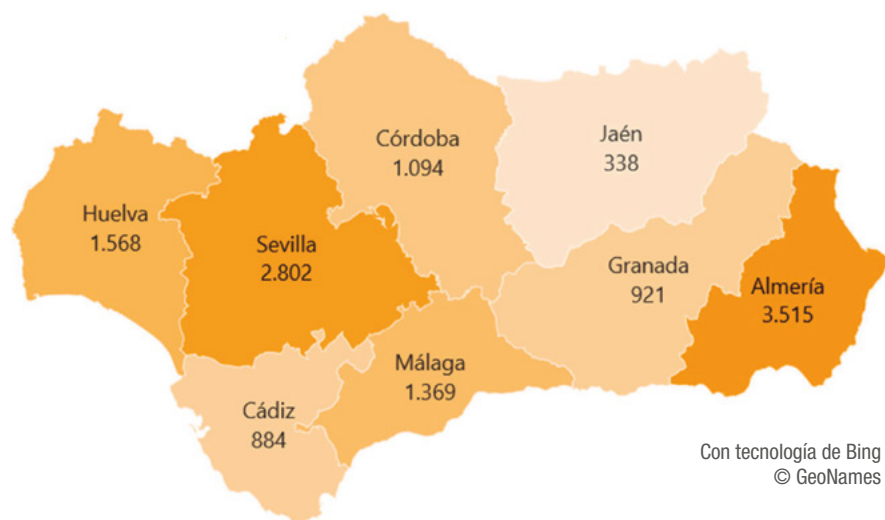 Córdoba
1.094
Jaén
338
Huelva
1.568
Sevilla
2.802
Granada
921
Almería
3.515
Málaga
1.369
Cádiz
884
Con tecnología de Bing
© GeoNames